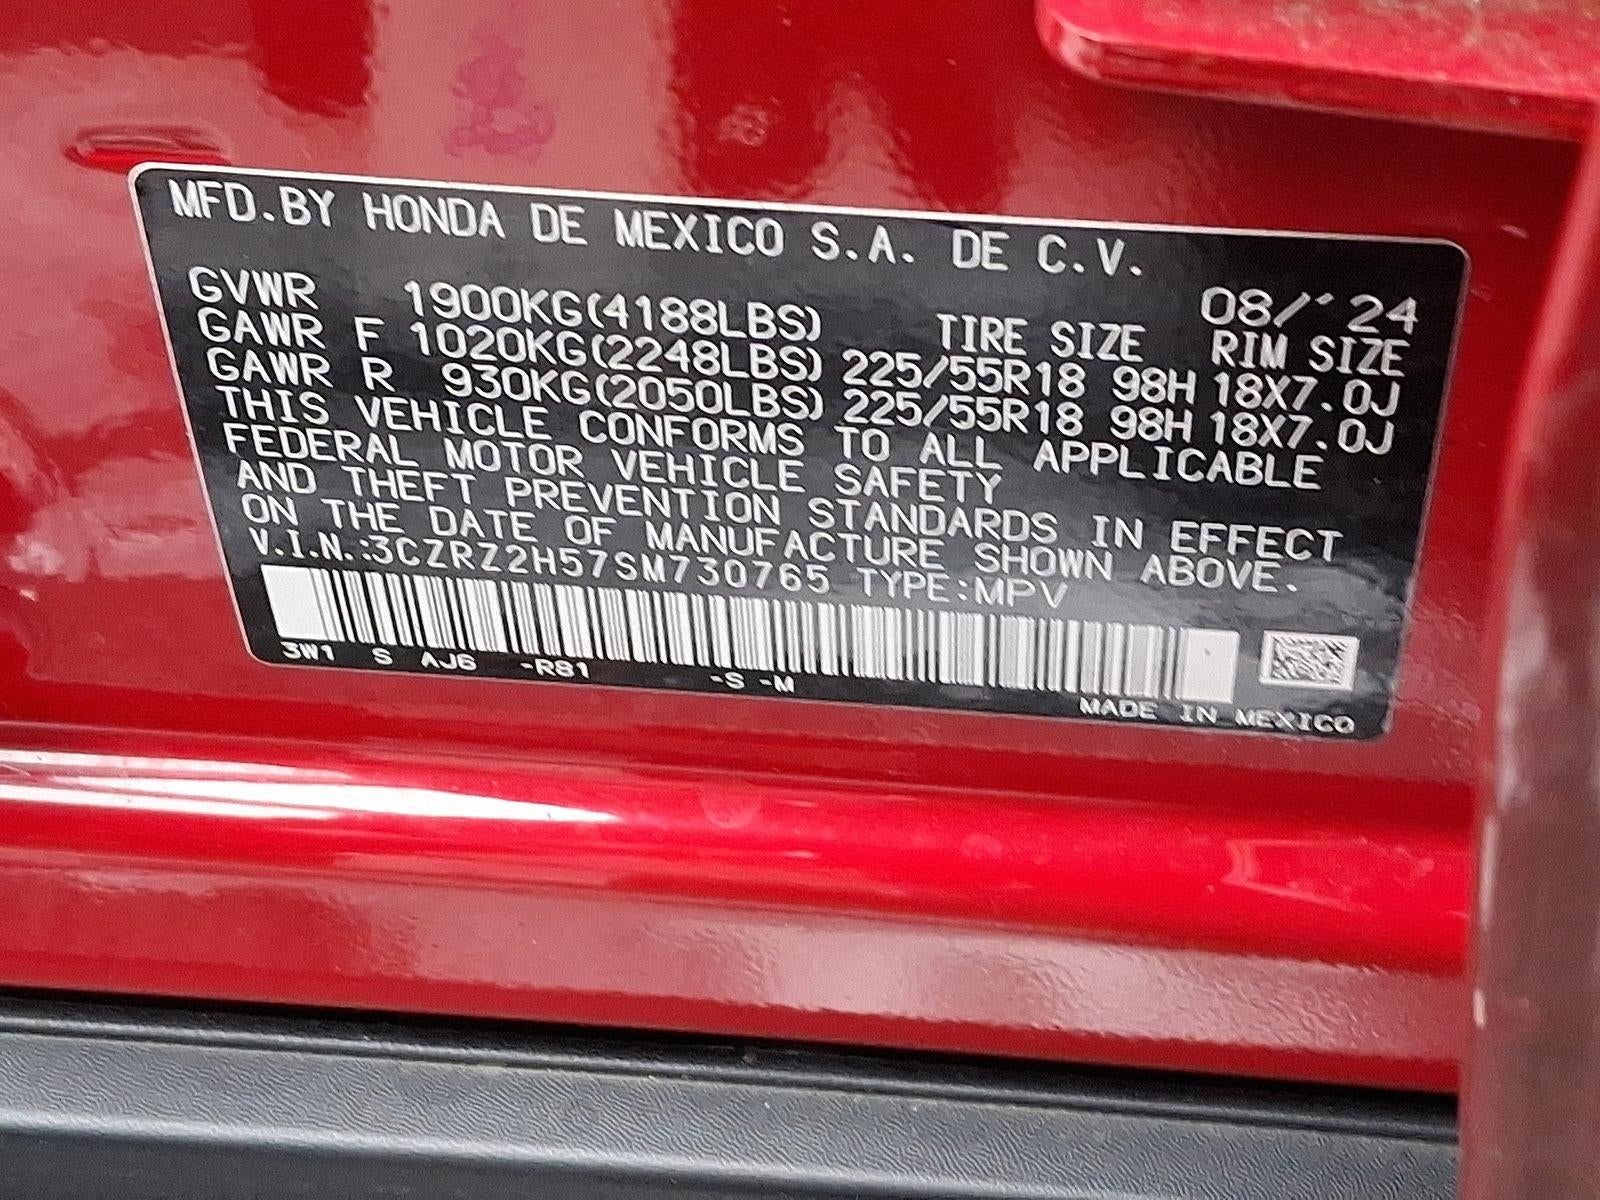 MFD.BY HONDA DE MEXICO S.A. DE C.V.
08/'24
GVWR 1900KG(4188LBS) TIRE SIZE RIM SIZE
GAWR F 1020KG(2248LBS) 225/55R18 98H 18X7.0J
GAWR R 930KG(2050LBS) 225/55R18 98H 18X7.0J
THIS VEHICLE CONFORMS TO ALL APPLICABLE
FEDERAL MOTOR VEHICLE SAFETY
AND THEFT PREVENTION STANDARDS IN EFFECT
ON THE DATE OF MANUFACTURE SHOWN ABOVE.
V.I.N.:3CZRZ2H57SM730765 TYPE:MPV
3W1 S AJ6 -R81 -S -M
MADE IN MEXICO